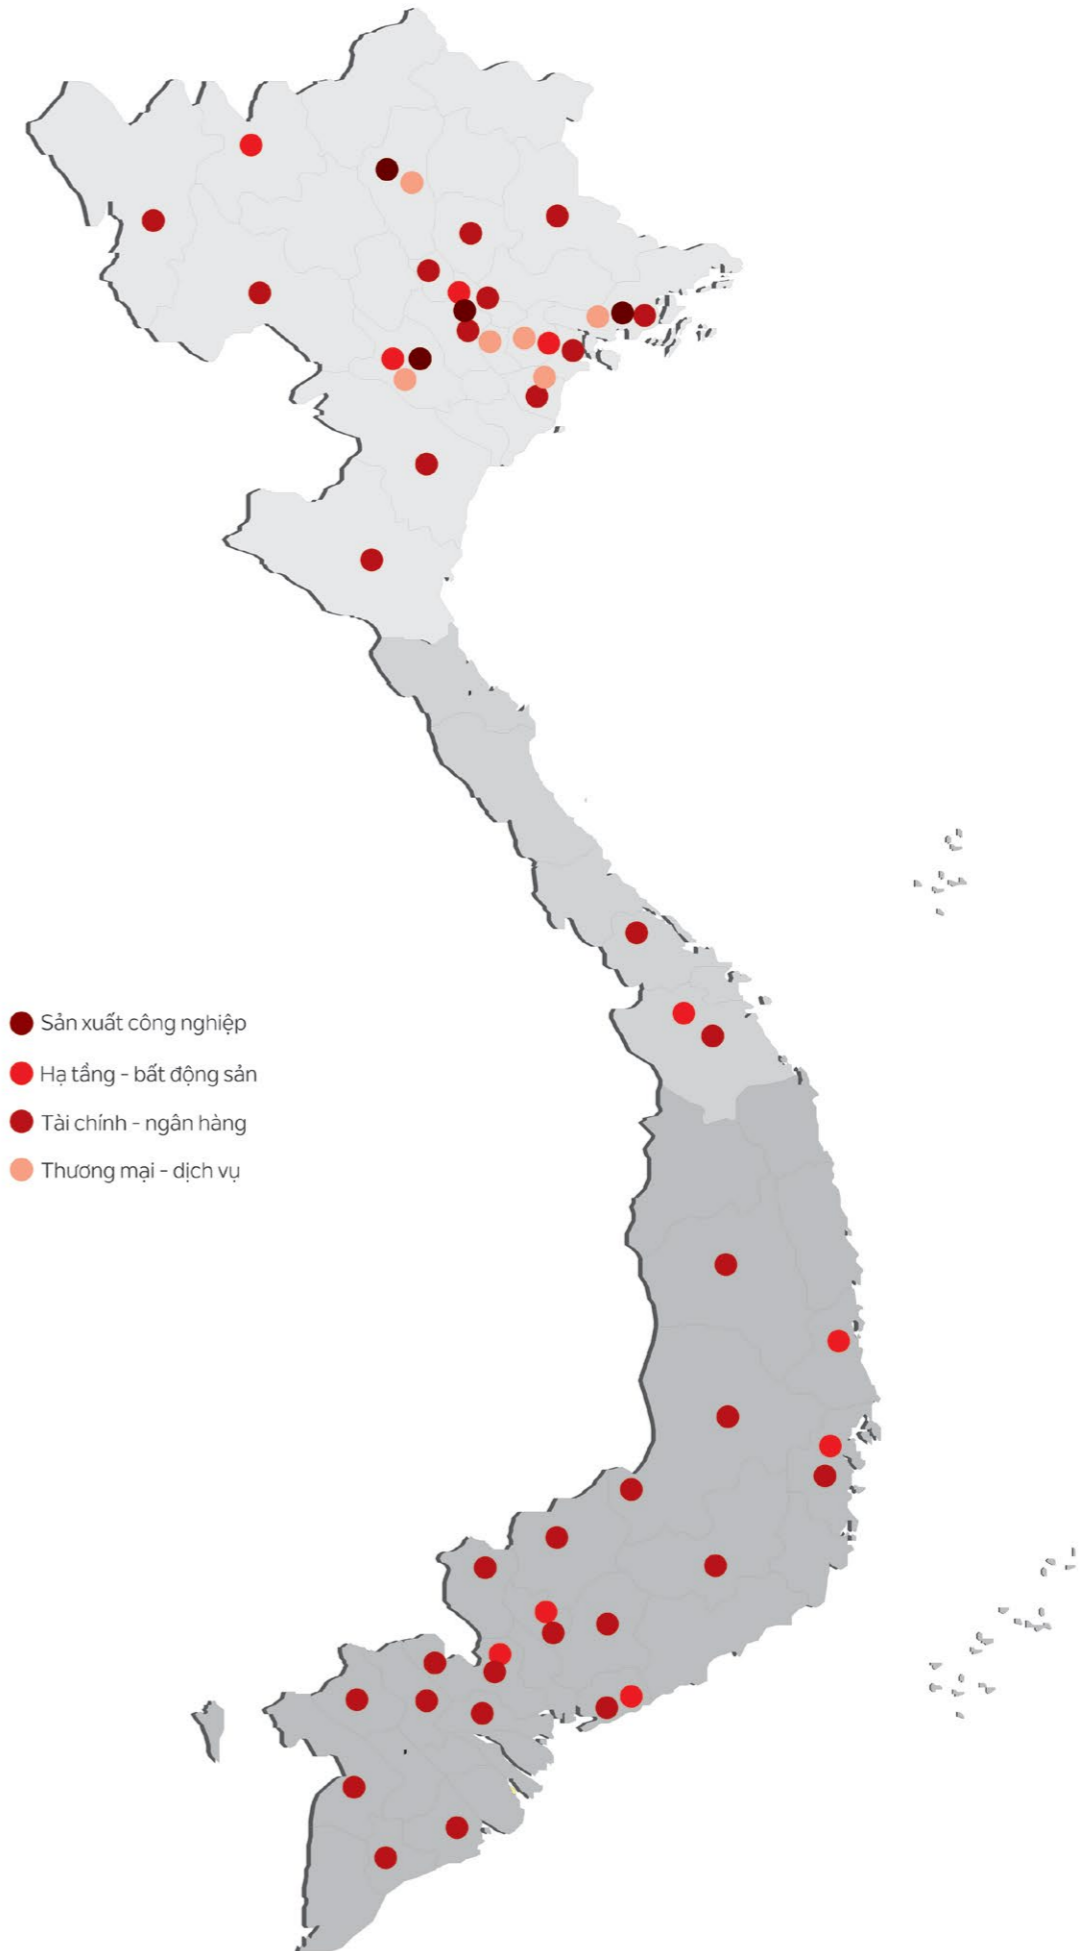 Sản xuất công nghiệp
Hạ tầng - bất động sản
Tài chính - ngân hàng
Thương mại - dịch vụ